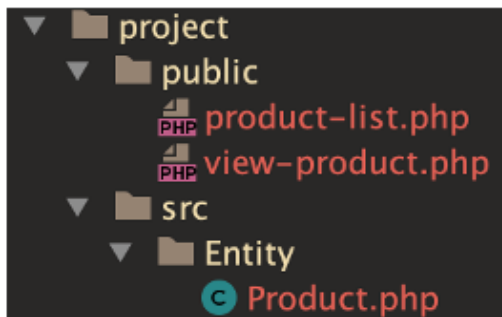 project
public
PHP product-list.php
PHP view-product.php
src
Entity
C Product.php